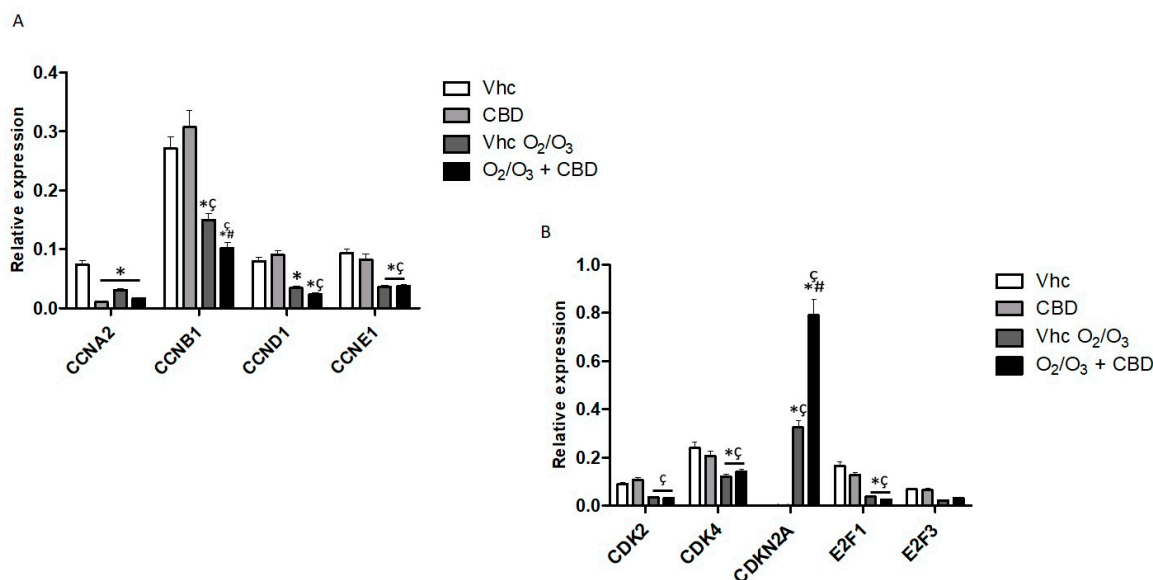 A
Relative expression
0.4
0.3
0.2
0.1
0.0
*
*ç
ç
*#
*
*ç
*ç
CCNA2
CCNB1
CCND1
CCNE1
Vhc
CBD
Vhc O₂/O₃
O₂/O₃ + CBD
B
Relative expression
1.0
0.8
0.6
0.4
0.2
0.0
ç
*ç
*ç
ç
*#
*ç
CDK2
CDK4
CDKN2A
E2F1
E2F3
Vhc
CBD
Vhc O₂/O₃
O₂/O₃ + CBD